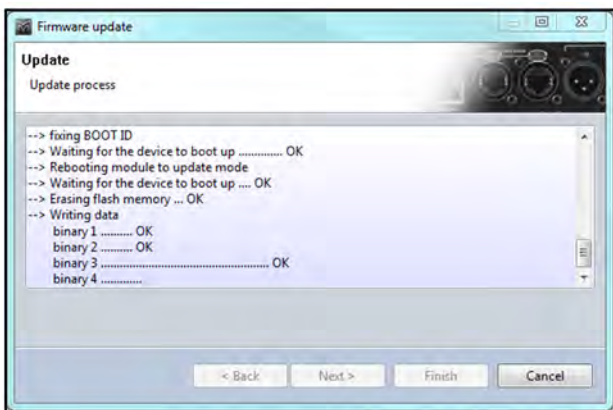 Firmware update
Update
Update process
--> fixing BOOT ID
--> Waiting for the device to boot up .............. OK
--> Rebooting module to update mode
--> Waiting for the device to boot up .... OK
--> Erasing flash memory ... OK
--> Writing data
binary 1 .......... OK
binary 2 .......... OK
binary 3 ..................................................... OK
binary 4 .............
< Back
Next >
Finish
Cancel